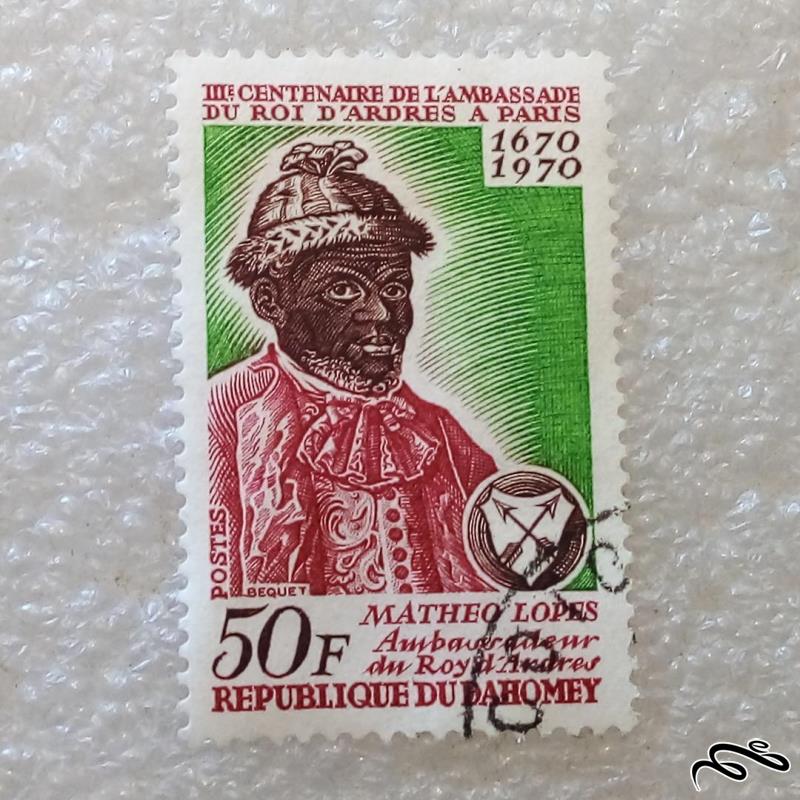 IIIE CENTENAIRE DE L'AMBASSADE
DU ROI D'ARDRES A PARIS
1670
1970
POSTES
BEQUET
50F
MATHEO LOPES
Ambassadeur
du Roy d'Ardres
REPUBLIQUE DU DAHOMEY